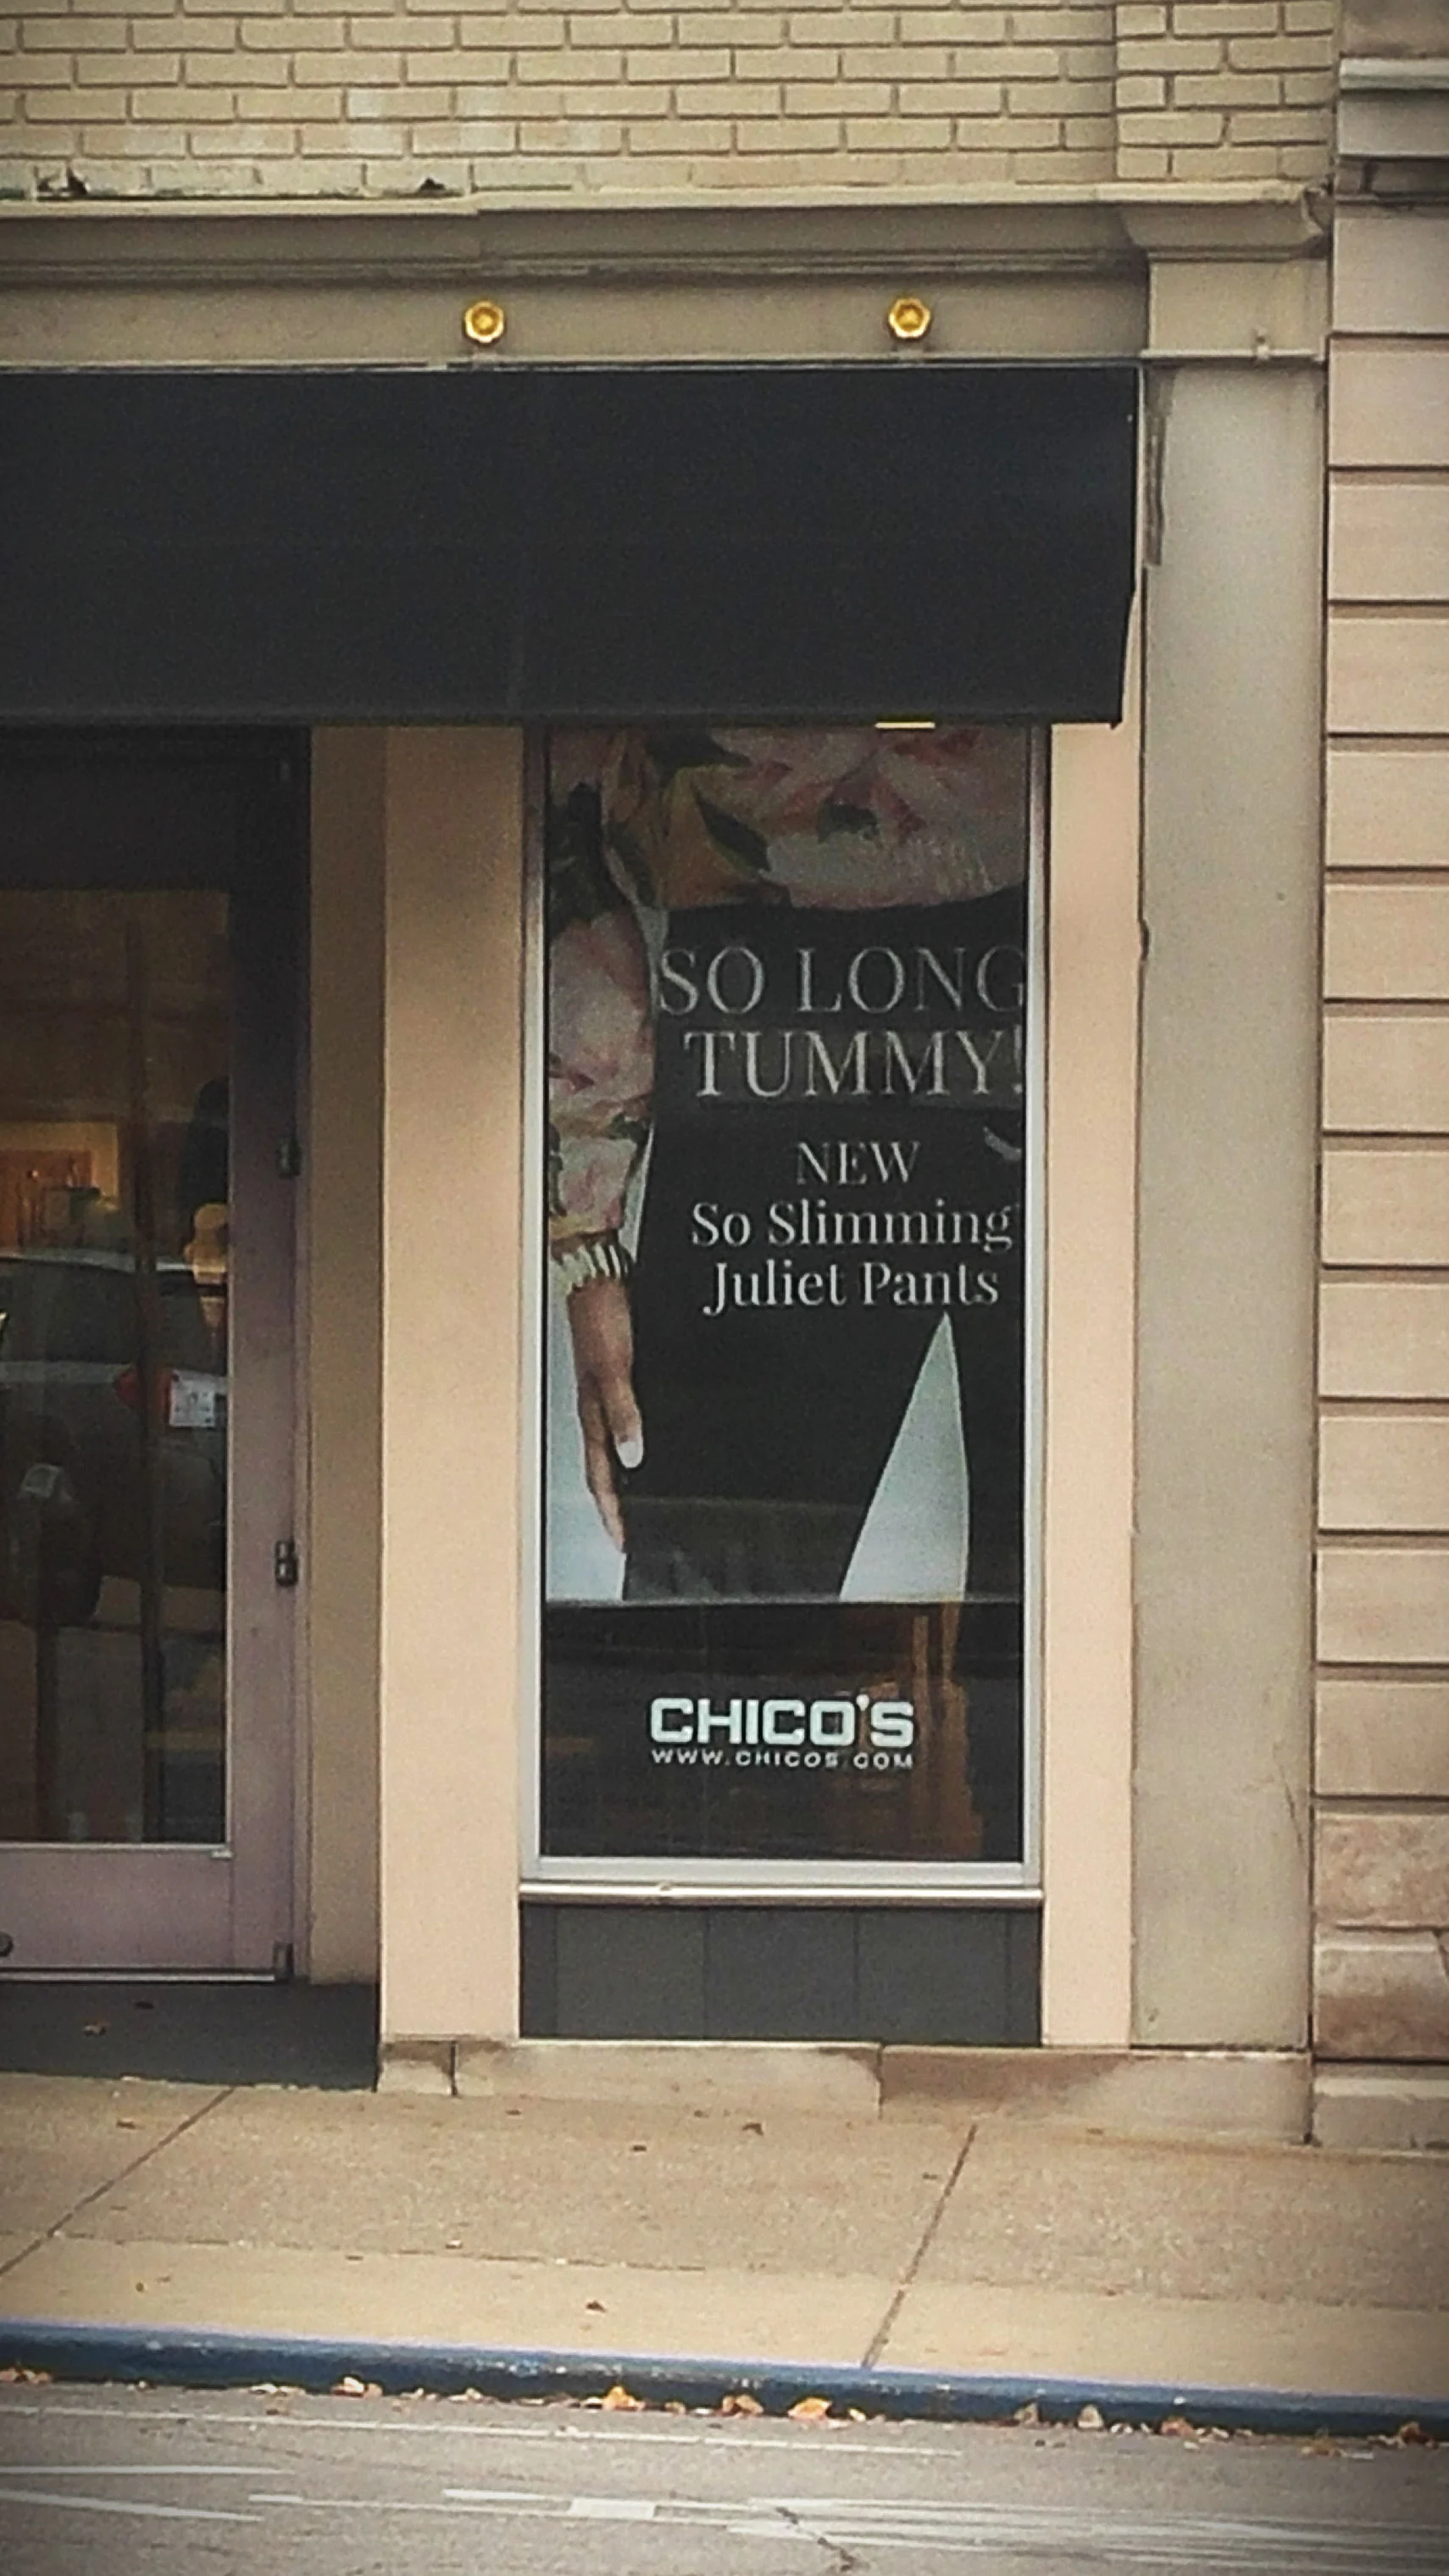 SO LONG
TUMMY!
NEW
So Slimming
Juliet Pants
CHICO'S
WWW.CHICOS.COM